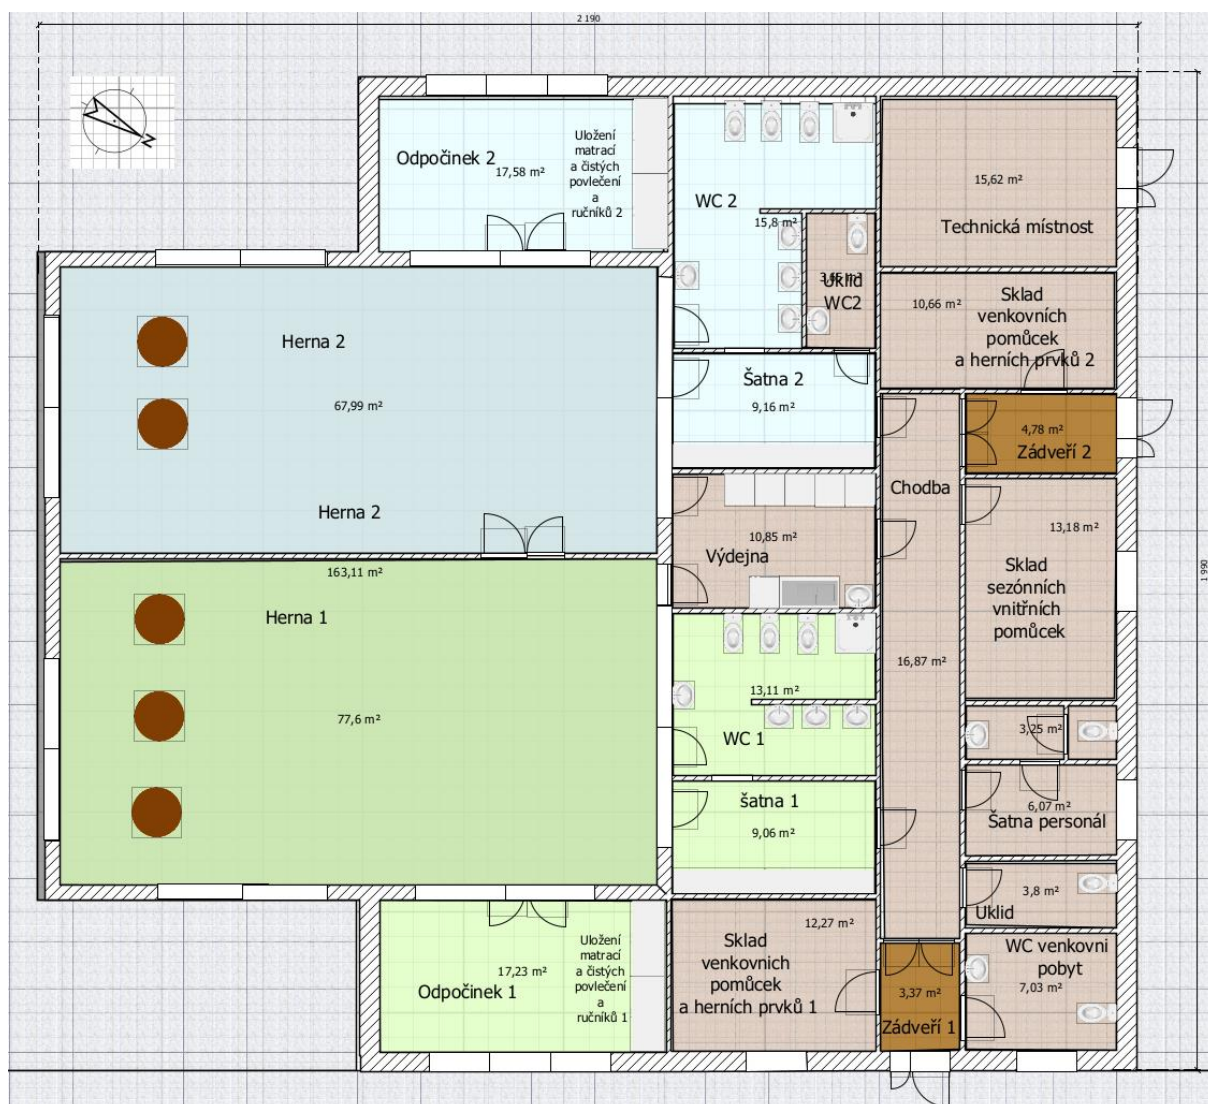 2 190
N
Odpočinek 2
17,58 m²
Uložení
matrací
a čistých
povlečení
a
ručníků 2
WC 2
15,8 m²
15,62 m²
Technická místnost
Uklid
WC2
10,66 m²
Sklad
venkovních
pomůcek
a herních prvků 2
Herna 2
67,99 m²
Herna 2
Šatna 2
9,16 m²
4,78 m²
Zádveří 2
Chodba
16,87 m²
10,85 m²
Výdejna
13,18 m²
Sklad
sezónních
vnitřních
pomůcek
1 990
163,11 m²
Herna 1
77,6 m²
13,11 m²
WC 1
3,25 m²
šatna 1
9,06 m²
6,07 m²
Šatna personál
3,8 m²
Uklid
Odpočinek 1
17,23 m²
Uložení
matrací
a čistých
povlečení
a
ručníků 1
12,27 m²
Sklad
venkovnich
pomůcek
a herních prvků 1
3,37 m²
Zádveří 1
WC venkovni
pobyt
7,03 m²